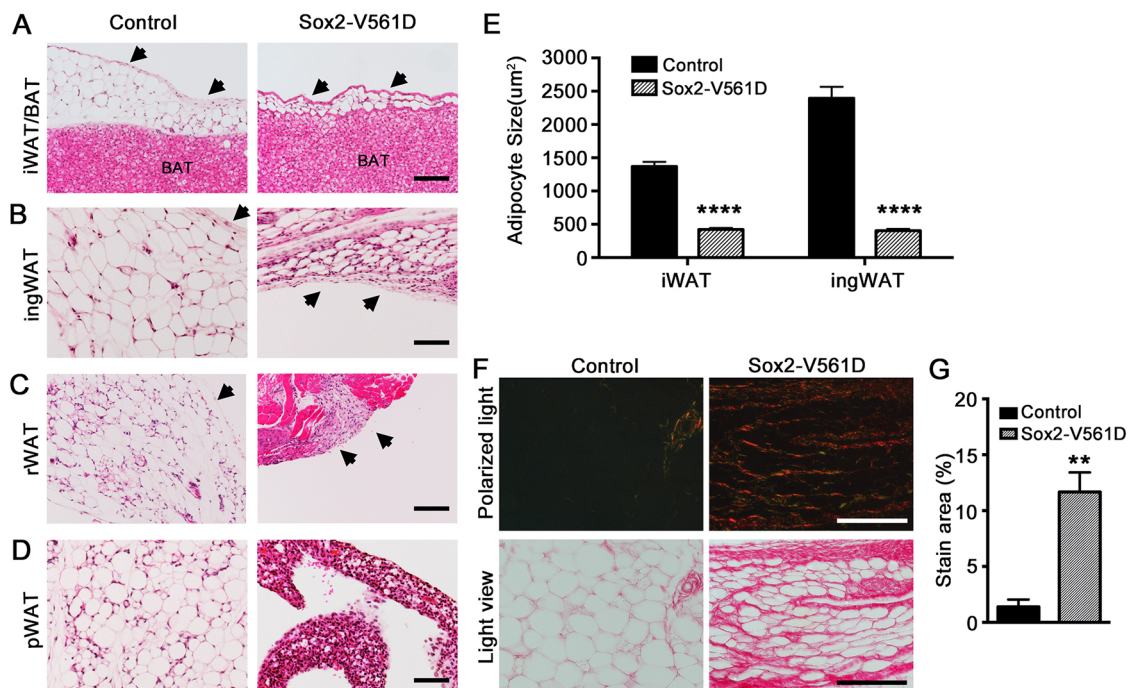 A
Control
Sox2-V561D
iWAT/BAT
BAT
BAT
B
ingWAT
C
rWAT
D
pWAT
E
Adipocyte Size(um²)
3000
2500
2000
1500
1000
500
0
Control
Sox2-V561D
****
****
iWAT
ingWAT
F
Control
Sox2-V561D
Polarized light
Light view
G
Stain area (%)
20
15
10
5
0
Control
Sox2-V561D
**